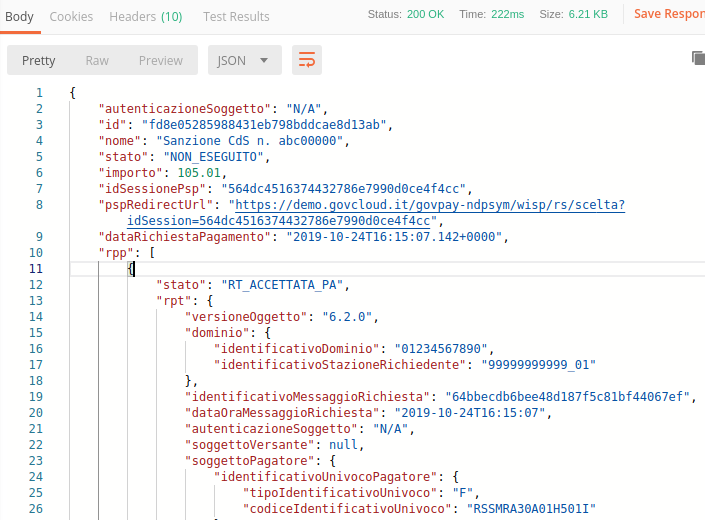 Body Cookies Headers (10) Test Results Status: 200 OK Time: 222ms Size: 6.21 KB Save Respon
Pretty Raw Preview JSON
1 {
2 "autenticazioneSoggetto": "N/A",
3 "id": "fd8e05285988431eb798bddcae8d13ab",
4 "nome": "Sanzione CdS n. abc00000",
5 "stato": "NON_ESEGUITO",
6 "importo": 105.01,
7 "idSessionePsp": "564dc4516374432786e7990d0ce4f4cc",
8 "pspRedirectUrl": "https://demo.govcloud.it/govpay-ndpsym/wisp/rs/scelta?
idSession=564dc4516374432786e7990d0ce4f4cc",
9 "dataRichiestaPagamento": "2019-10-24T16:15:07.142+0000",
10 "rpp": [
11 {
12 "stato": "RT_ACCETTATA_PA",
13 "rpt": {
14 "versioneOggetto": "6.2.0",
15 "dominio": {
16 "identificativoDominio": "01234567890",
17 "identificativoStazioneRichiedente": "99999999999_01"
18 },
19 "identificativoMessaggioRichiesta": "64bbecdb6bee48d187f5c81bf44067ef",
20 "dataOraMessaggioRichiesta": "2019-10-24T16:15:07",
21 "autenticazioneSoggetto": "N/A",
22 "soggettoVersante": null,
23 "soggettoPagatore": {
24 "identificativoUnivocoPagatore": {
25 "tipoIdentificativoUnivoco": "F",
26 "codiceIdentificativoUnivoco": "RSSMRA30A01H501I"